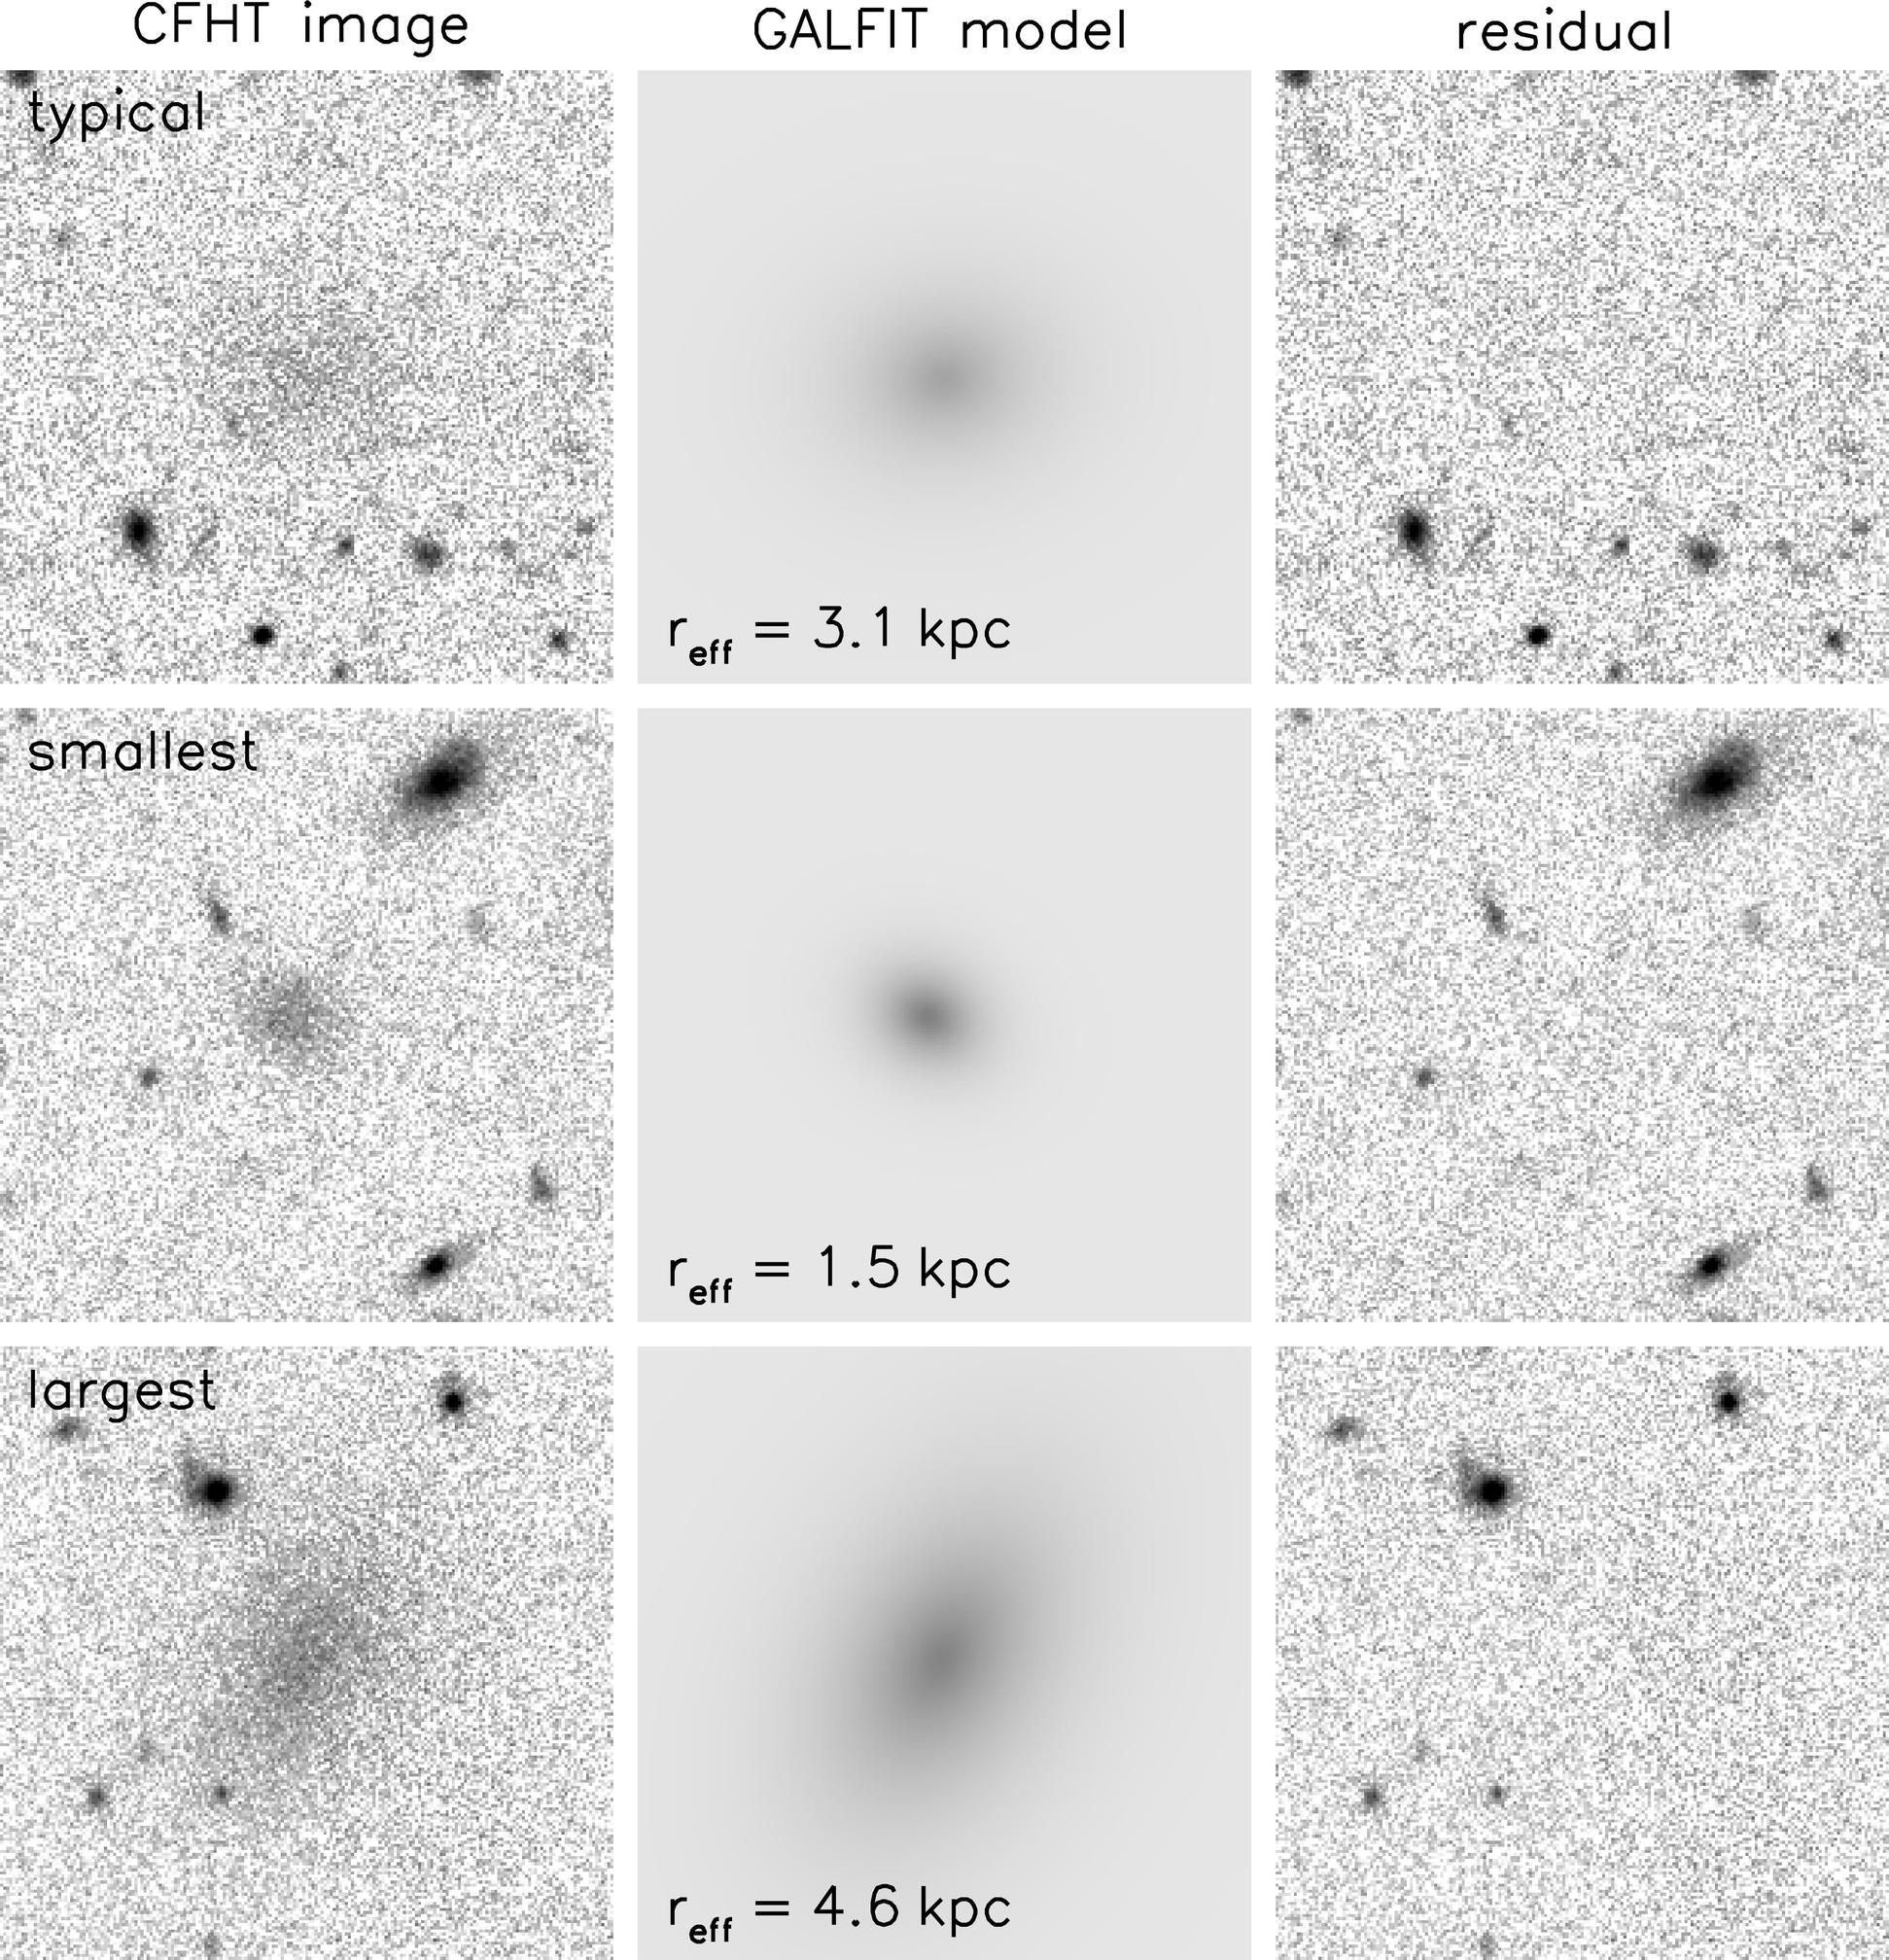 CFHT image GALFIT model residual
typical
r_eff = 3.1 kpc
smallest
r_eff = 1.5 kpc
largest
r_eff = 4.6 kpc